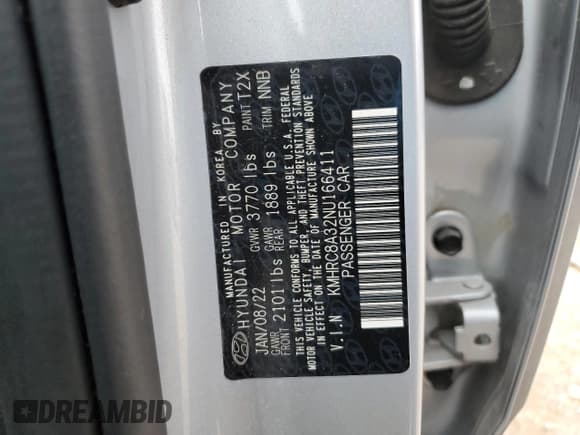 MANUFACTURED IN KOREA BY
HYUNDAI MOTOR COMPANY
JAN/08/22 GVWR 3770 lbs PAINT T2X
GAWR FRONT 2101 lbs GAWR REAR 1889 lbs TRIM NNB
THIS VEHICLE CONFORMS TO ALL APPLICABLE U.S.A. FEDERAL
MOTOR VEHICLE SAFETY, BUMPER, AND THEFT PREVENTION STANDARDS
IN EFFECT ON THE DATE OF MANUFACTURE SHOWN ABOVE
V.I.N KMHRC8A32NU166411
PASSENGER CAR
DREAMBID